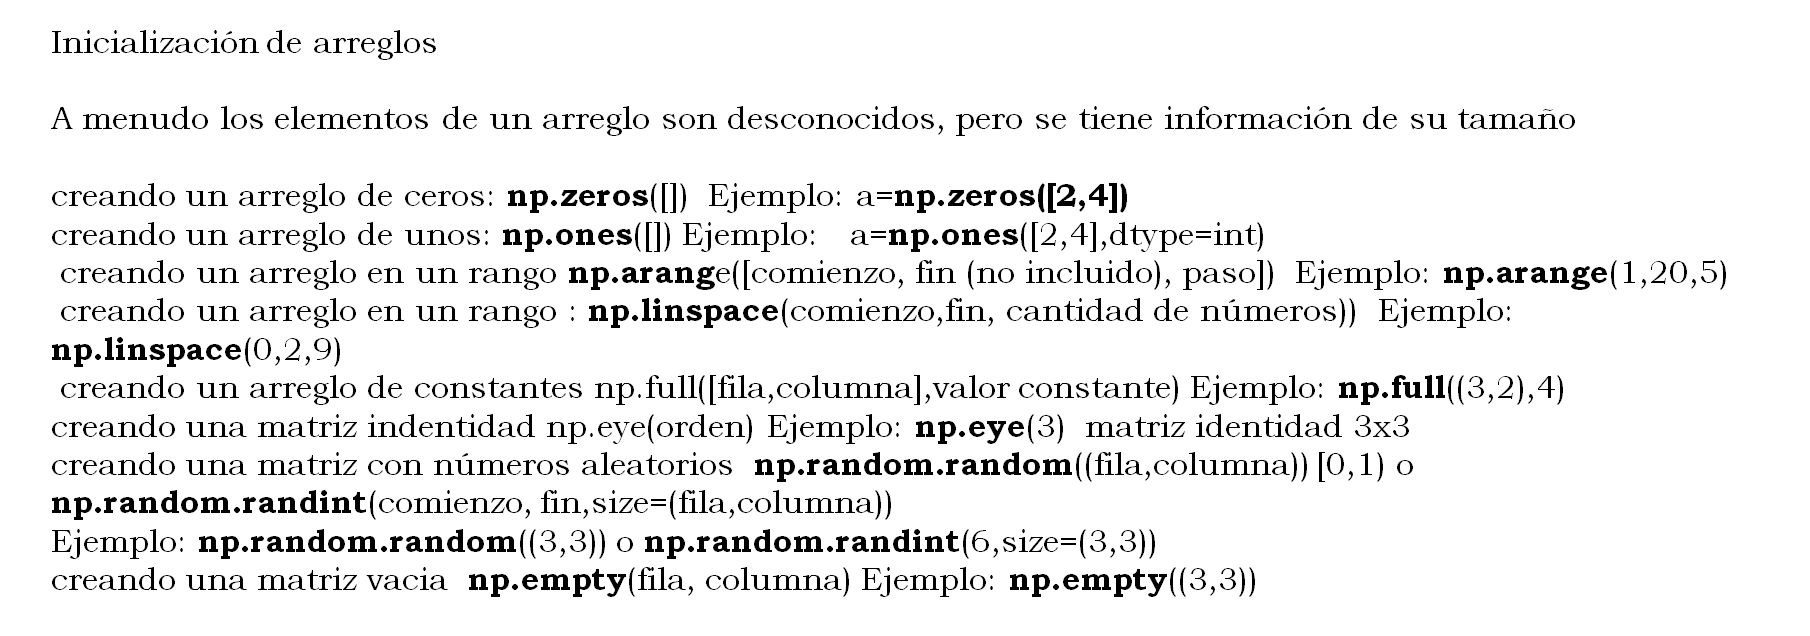 Inicialización de arreglos
A menudo los elementos de un arreglo son desconocidos, pero se tiene información de su tamaño
creando un arreglo de ceros: np.zeros([])  Ejemplo: a=np.zeros([2,4])
creando un arreglo de unos: np.ones([]) Ejemplo:   a=np.ones([2,4],dtype=int)
creando un arreglo en un rango np.arange([comienzo, fin (no incluido), paso])  Ejemplo: np.arange(1,20,5)
creando un arreglo en un rango : np.linspace(comienzo,fin, cantidad de números))  Ejemplo:
np.linspace(0,2,9)
creando un arreglo de constantes np.full([fila,columna],valor constante) Ejemplo: np.full((3,2),4)
creando una matriz indentidad np.eye(orden) Ejemplo: np.eye(3)  matriz identidad 3x3
creando una matriz con números aleatorios  np.random.random((fila,columna)) [0,1) o
np.random.randint(comienzo, fin,size=(fila,columna))
Ejemplo: np.random.random((3,3)) o np.random.randint(6,size=(3,3))
creando una matriz vacia  np.empty(fila, columna) Ejemplo: np.empty((3,3))